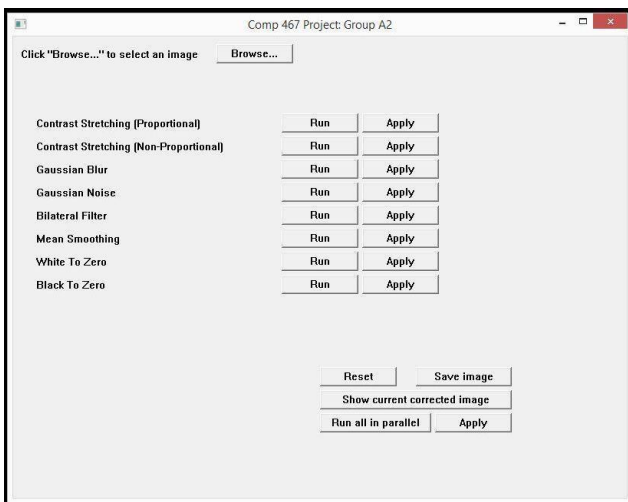 Comp 467 Project: Group A2
Click "Browse..." to select an image Browse...
Contrast Stretching (Proportional) Run Apply
Contrast Stretching (Non-Proportional) Run Apply
Gaussian Blur Run Apply
Gaussian Noise Run Apply
Bilateral Filter Run Apply
Mean Smoothing Run Apply
White To Zero Run Apply
Black To Zero Run Apply
Reset Save image
Show current corrected image
Run all in parallel Apply